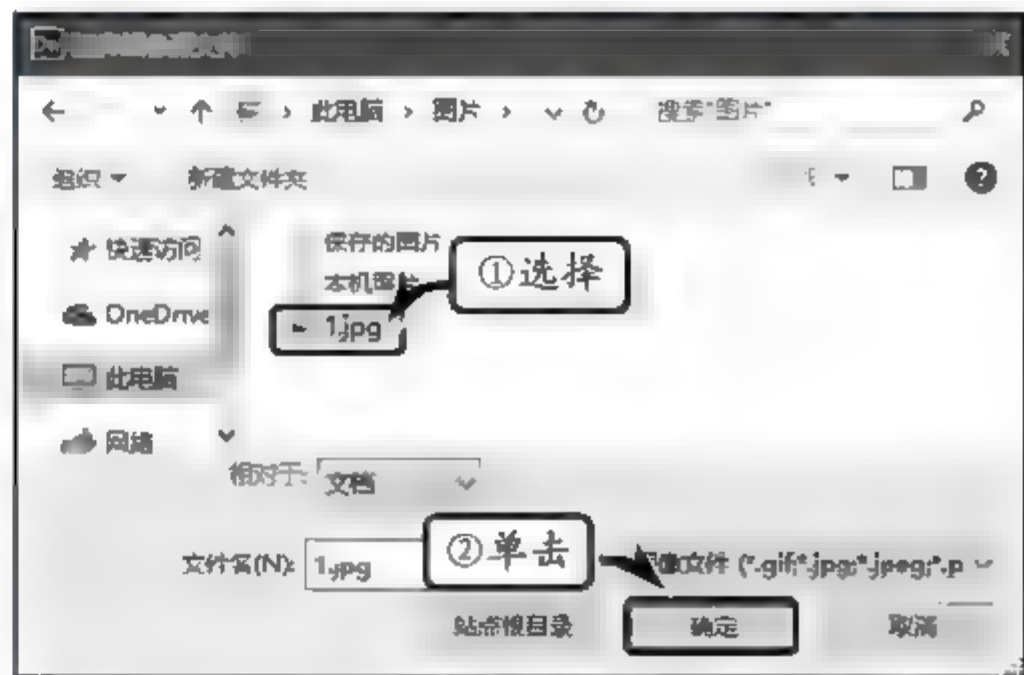 Dw
此电脑 › 图片 ›
搜索"图片"
组织
新建文件夹
快速访问
OneDrive
此电脑
网络
保存的图片
本机图片
①选择
1.jpg
相对于:
文档
文件名(N):
1.jpg
②单击
图像文件 (*.gif;*.jpg;*.jpeg;*.p
站点根目录
确定
取消